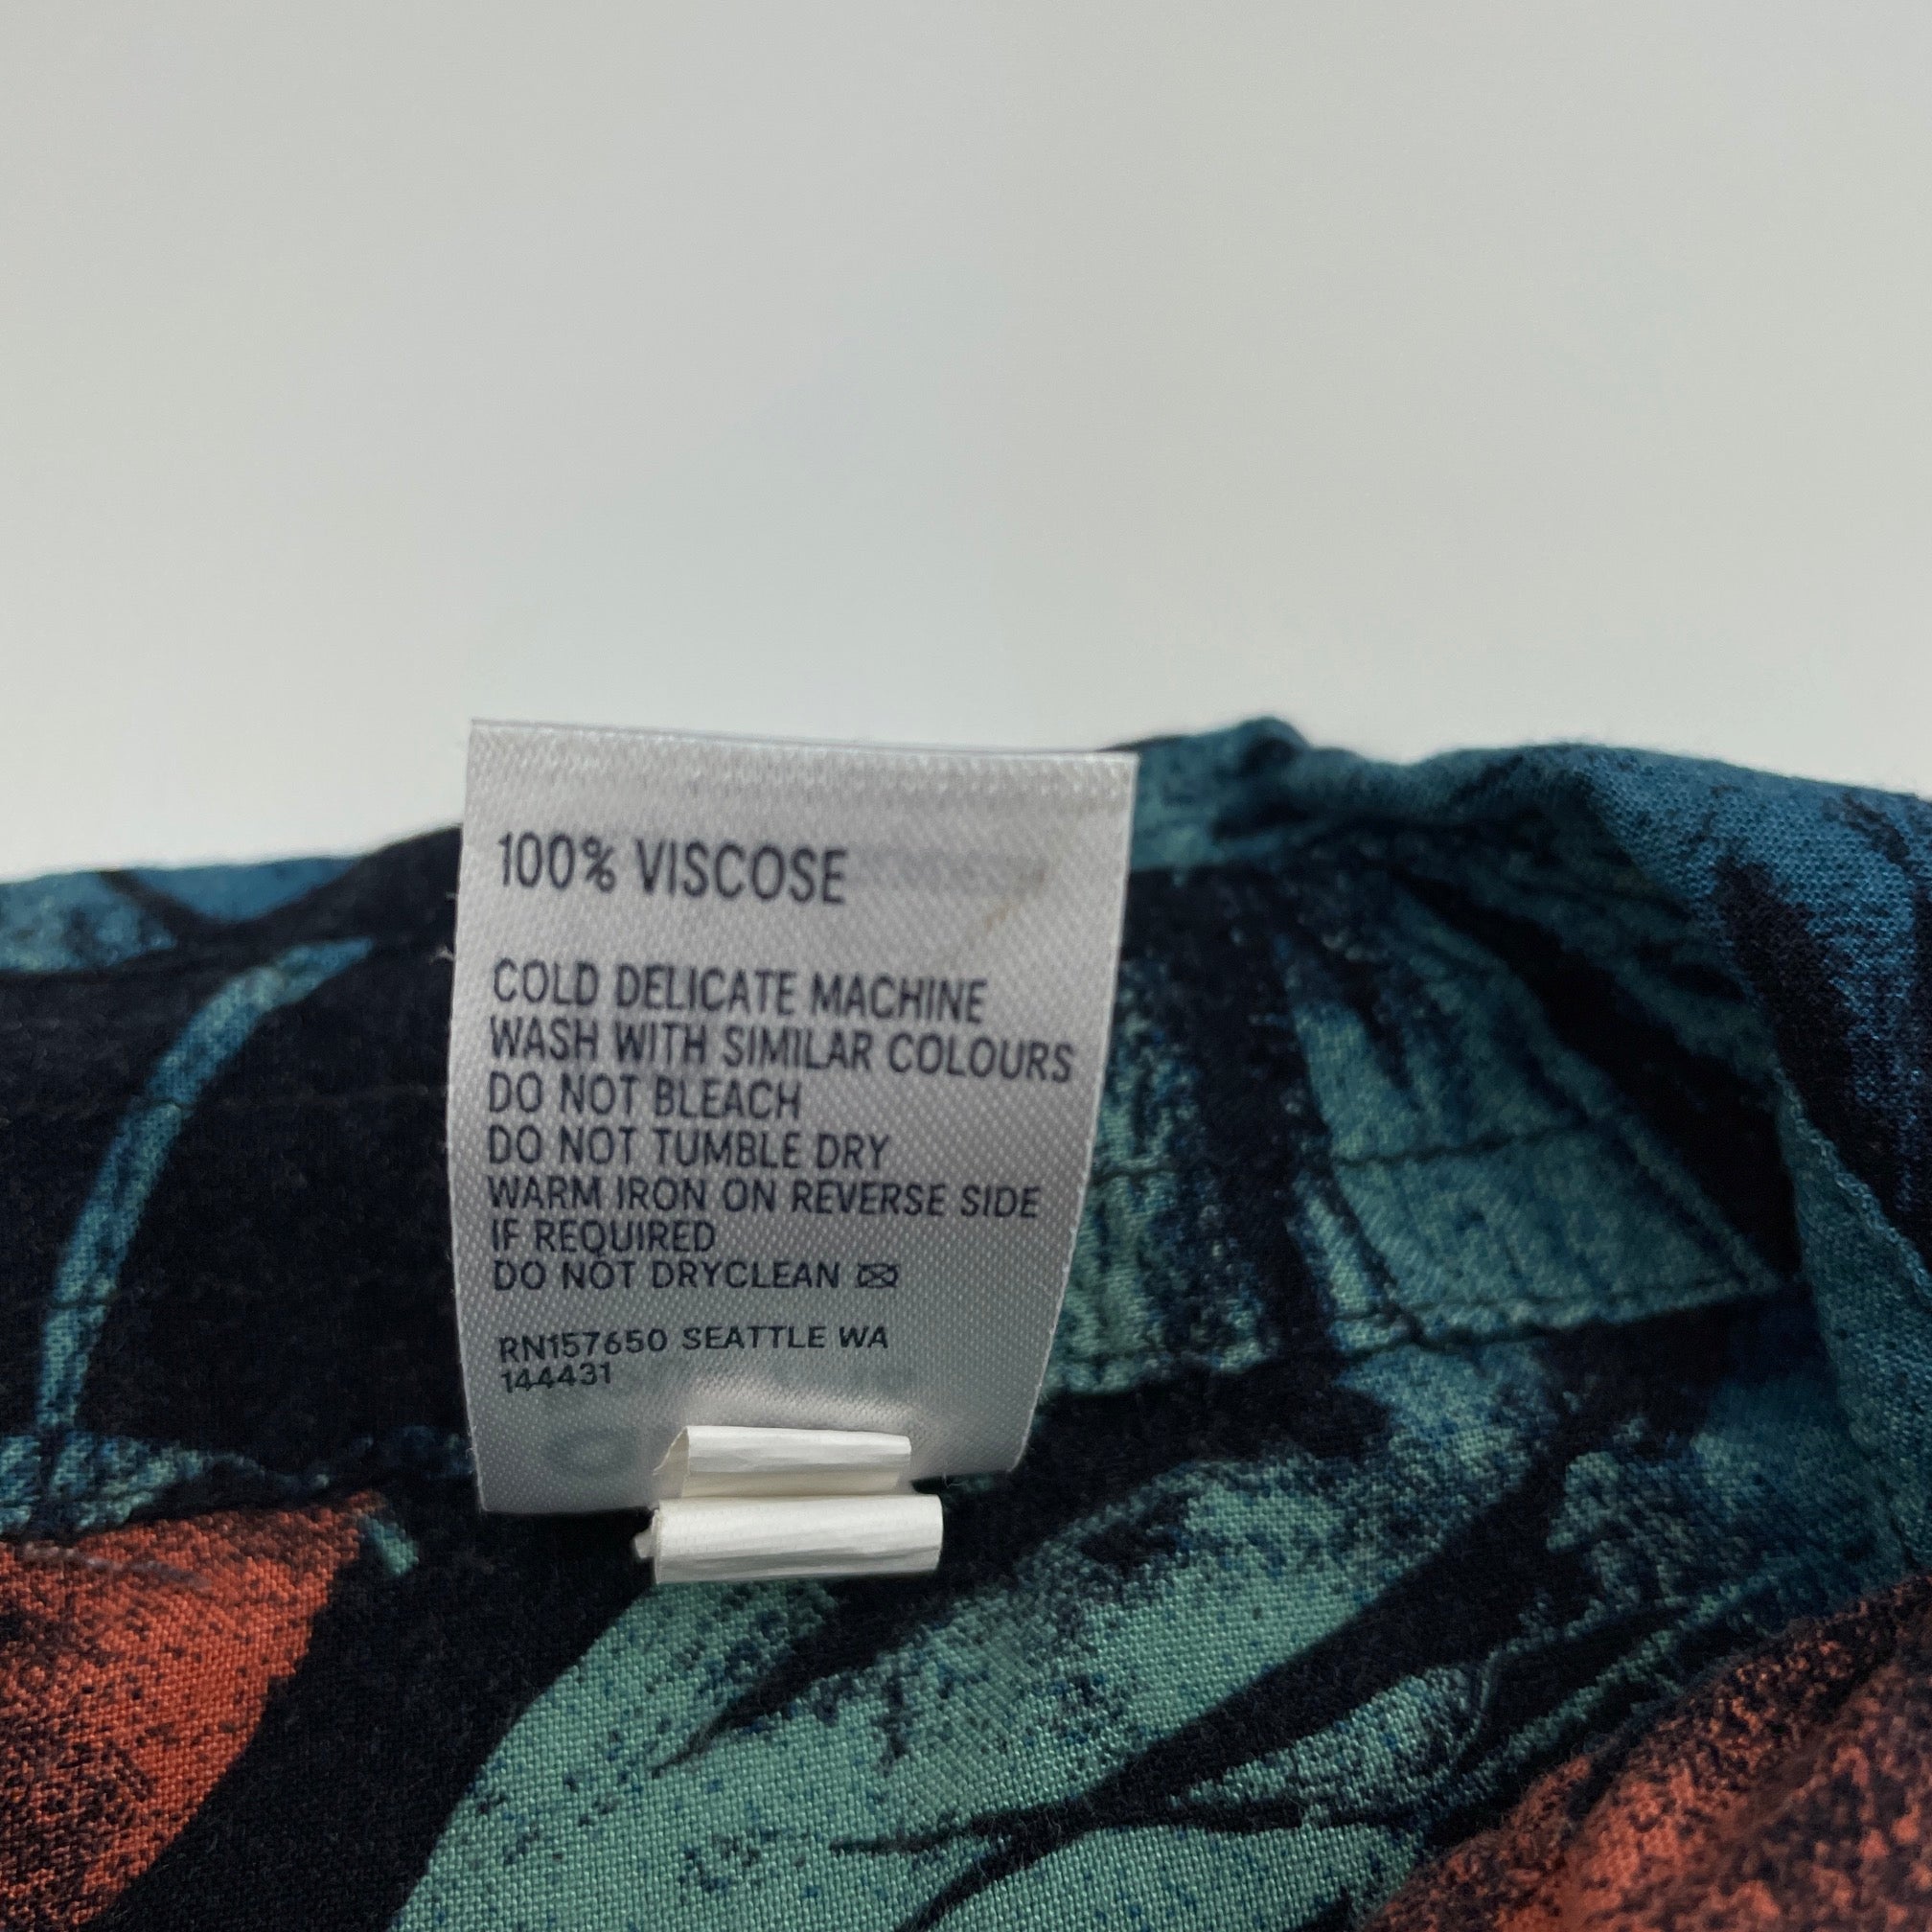 100% VISCOSE
COLD DELICATE MACHINE
WASH WITH SIMILAR COLOURS
DO NOT BLEACH
DO NOT TUMBLE DRY
WARM IRON ON REVERSE SIDE
IF REQUIRED
DO NOT DRYCLEAN
RN157650 SEATTLE WA
144431